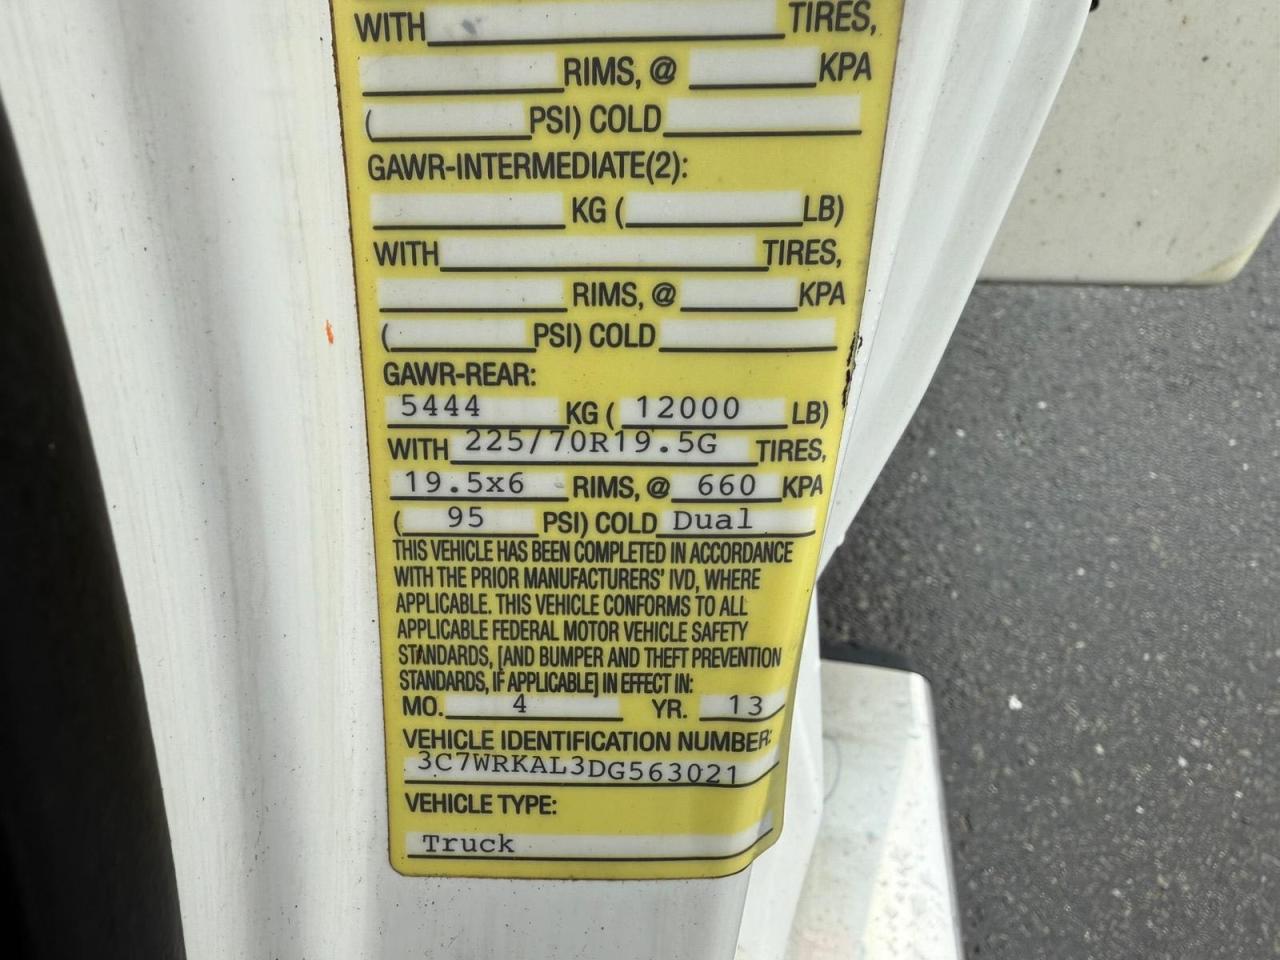 WITH TIRES,
RIMS, @ KPA
( PSI) COLD
GAWR-INTERMEDIATE(2):
KG ( LB)
WITH TIRES,
RIMS, @ KPA
( PSI) COLD
GAWR-REAR:
5444 KG ( 12000 LB)
WITH 225/70R19.5G TIRES,
19.5x6 RIMS, @ 660 KPA
( 95 PSI) COLD Dual
THIS VEHICLE HAS BEEN COMPLETED IN ACCORDANCE
WITH THE PRIOR MANUFACTURERS' IVD, WHERE
APPLICABLE. THIS VEHICLE CONFORMS TO ALL
APPLICABLE FEDERAL MOTOR VEHICLE SAFETY
STANDARDS, [AND BUMPER AND THEFT PREVENTION
STANDARDS, IF APPLICABLE] IN EFFECT IN:
MO. 4 YR. 13
VEHICLE IDENTIFICATION NUMBER:
3C7WRKAL3DG563021
VEHICLE TYPE:
Truck